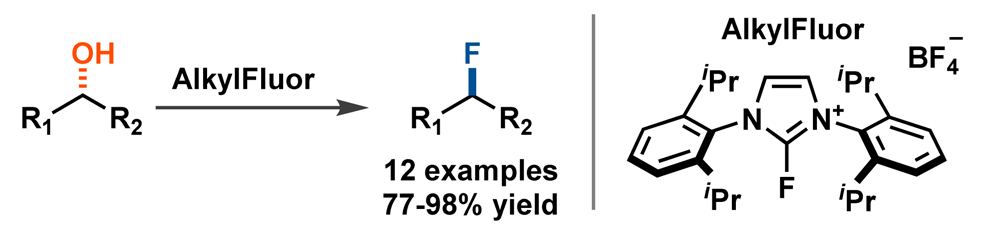 OH
R1 R2
AlkylFluor
F
R1 R2
12 examples
77-98% yield
AlkylFluor
BF4−
iPr iPr
N N+
F
iPr iPr